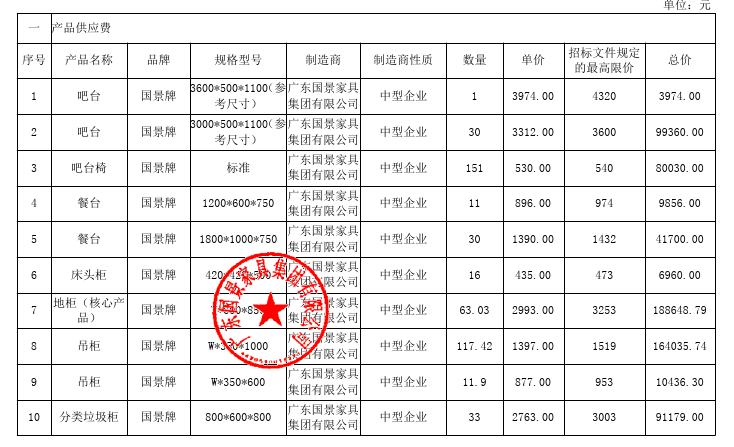 单位：元
一 产品供应费
序号 产品名称 品牌 规格型号 制造商 制造商性质 数量 单价 招标文件规定的最高限价 总价
1 吧台 国景牌 3600*500*1100（参考尺寸） 广东国景家具集团有限公司 中型企业 1 3974.00 4320 3974.00
2 吧台 国景牌 3000*500*1100（参考尺寸） 广东国景家具集团有限公司 中型企业 30 3312.00 3600 99360.00
3 吧台椅 国景牌 标准 广东国景家具集团有限公司 中型企业 151 530.00 540 80030.00
4 餐台 国景牌 1200*600*750 广东国景家具集团有限公司 中型企业 11 896.00 974 9856.00
5 餐台 国景牌 1800*1000*750 广东国景家具集团有限公司 中型企业 30 1390.00 1432 41700.00
6 床头柜 国景牌 广东国景家具集团有限公司 中型企业 16 435.00 473 6960.00
7 地柜（核心产品） 国景牌 广东国景家具集团有限公司 中型企业 63.03 2993.00 3253 188648.79
8 吊柜 国景牌 W*350*1000 广东国景家具集团有限公司 中型企业 117.42 1397.00 1519 164035.74
9 吊柜 国景牌 W*350*600 广东国景家具集团有限公司 中型企业 11.9 877.00 953 10436.30
10 分类垃圾柜 国景牌 800*600*800 广东国景家具集团有限公司 中型企业 33 2763.00 3003 91179.00
广东国景家具集团有限公司